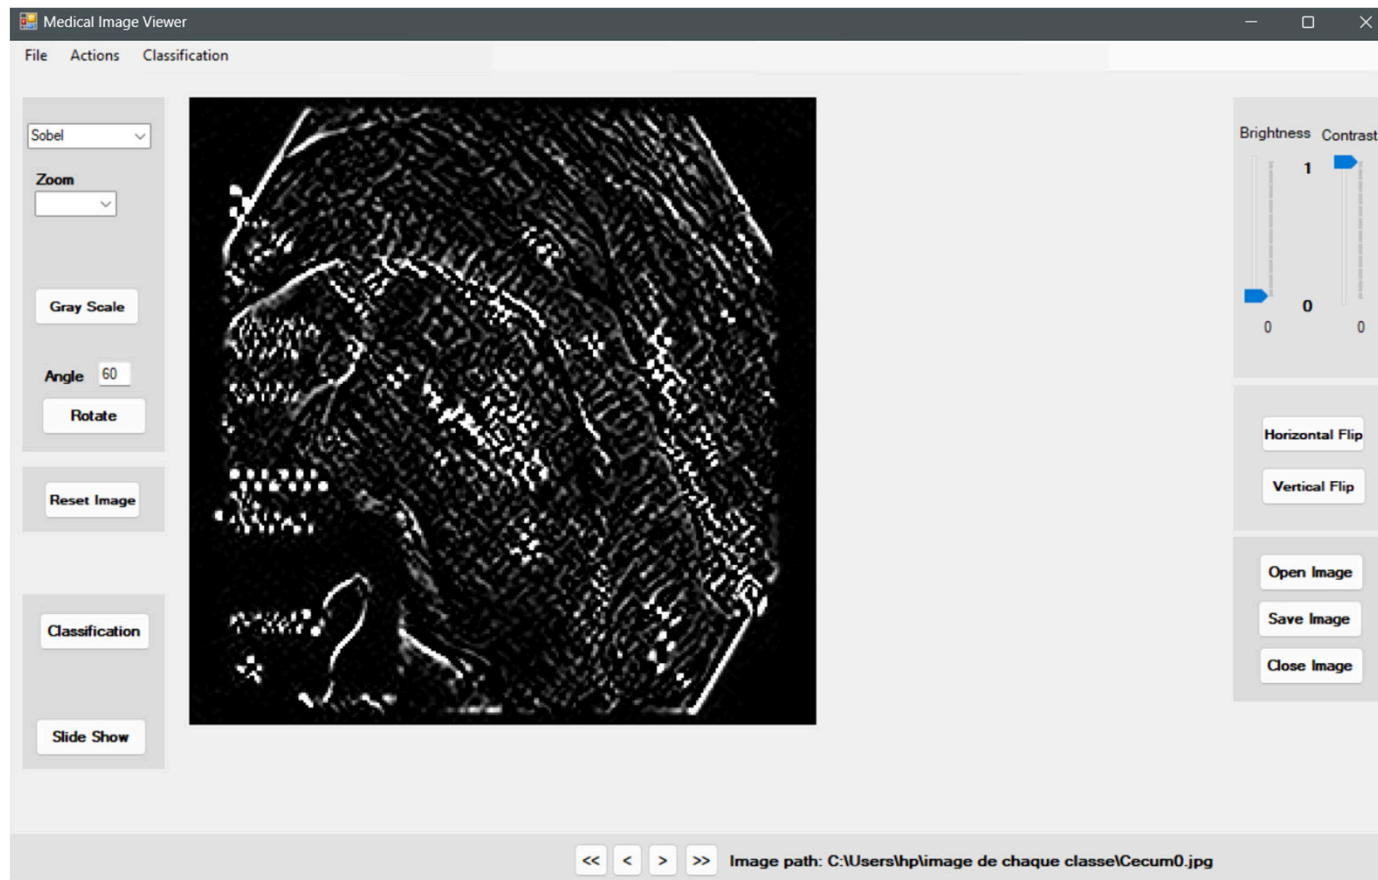 Medical Image Viewer
File Actions Classification
Sobel
Zoom
Gray Scale
Angle 60
Rotate
Reset Image
Classification
Slide Show
Brightness Contrast
1
0
0 0
Horizontal Flip
Vertical Flip
Open Image
Save Image
Close Image
<< < > >> Image path: C:\Users\hp\image de chaque classe\Cecum0.jpg